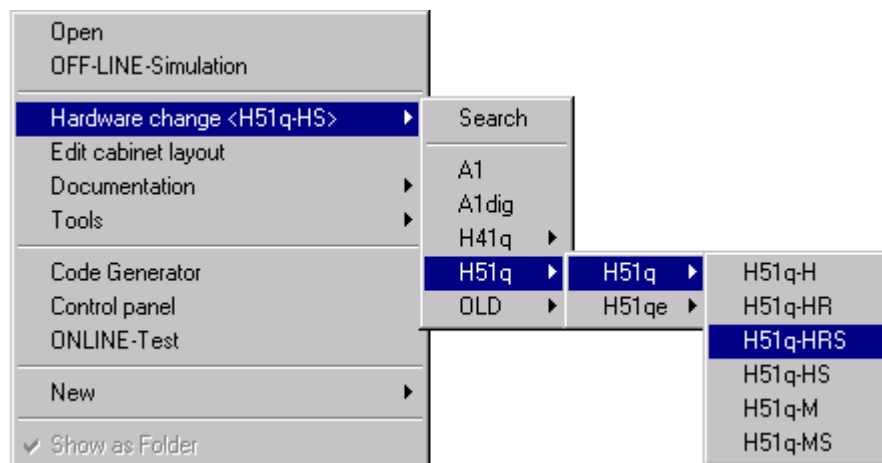 Open
OFF-LINE-Simulation
Hardware change <H51q-HS>
Edit cabinet layout
Documentation
Tools
Code Generator
Control panel
ONLINE-Test
New
Show as Folder
Search
A1
A1dig
H41q
H51q
OLD
H51q
H51qe
H51q-H
H51q-HR
H51q-HRS
H51q-HS
H51q-M
H51q-MS